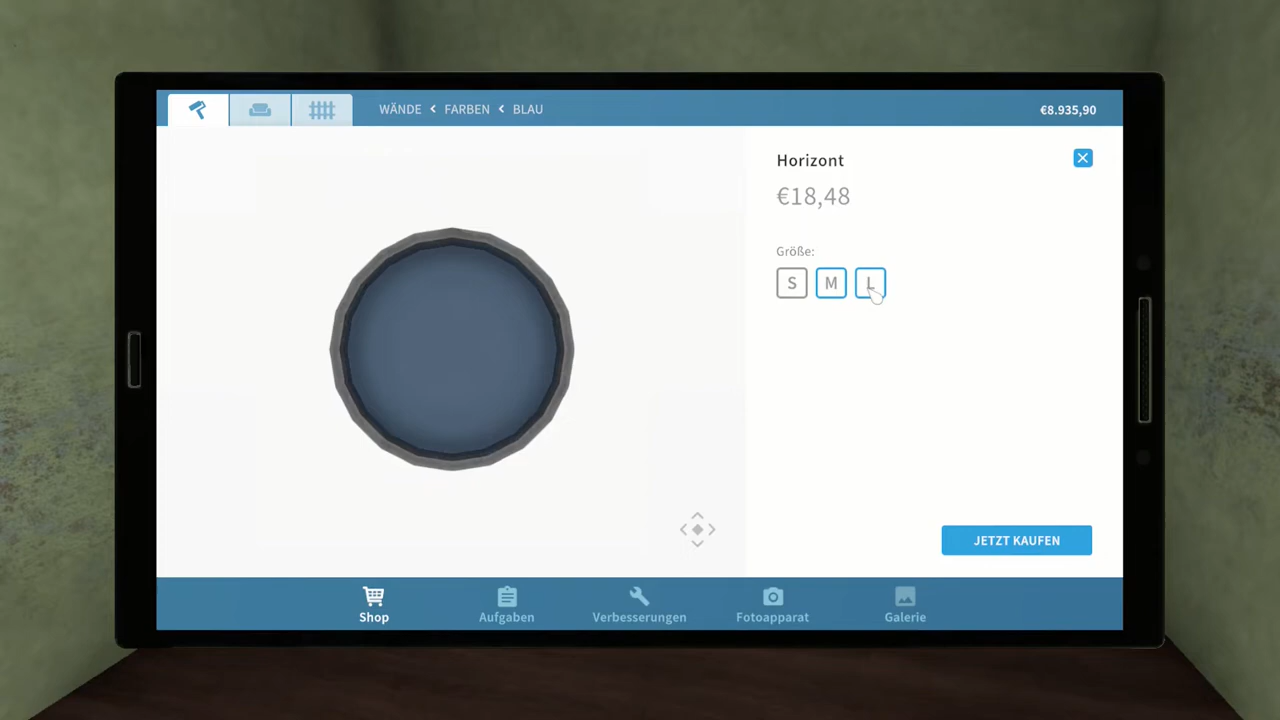 WÄNDE < FARBEN < BLAU
€8.935,90
Horizont
€18,48
Größe:
S M L
JETZT KAUFEN
Shop Aufgaben Verbesserungen Fotoapparat Galerie